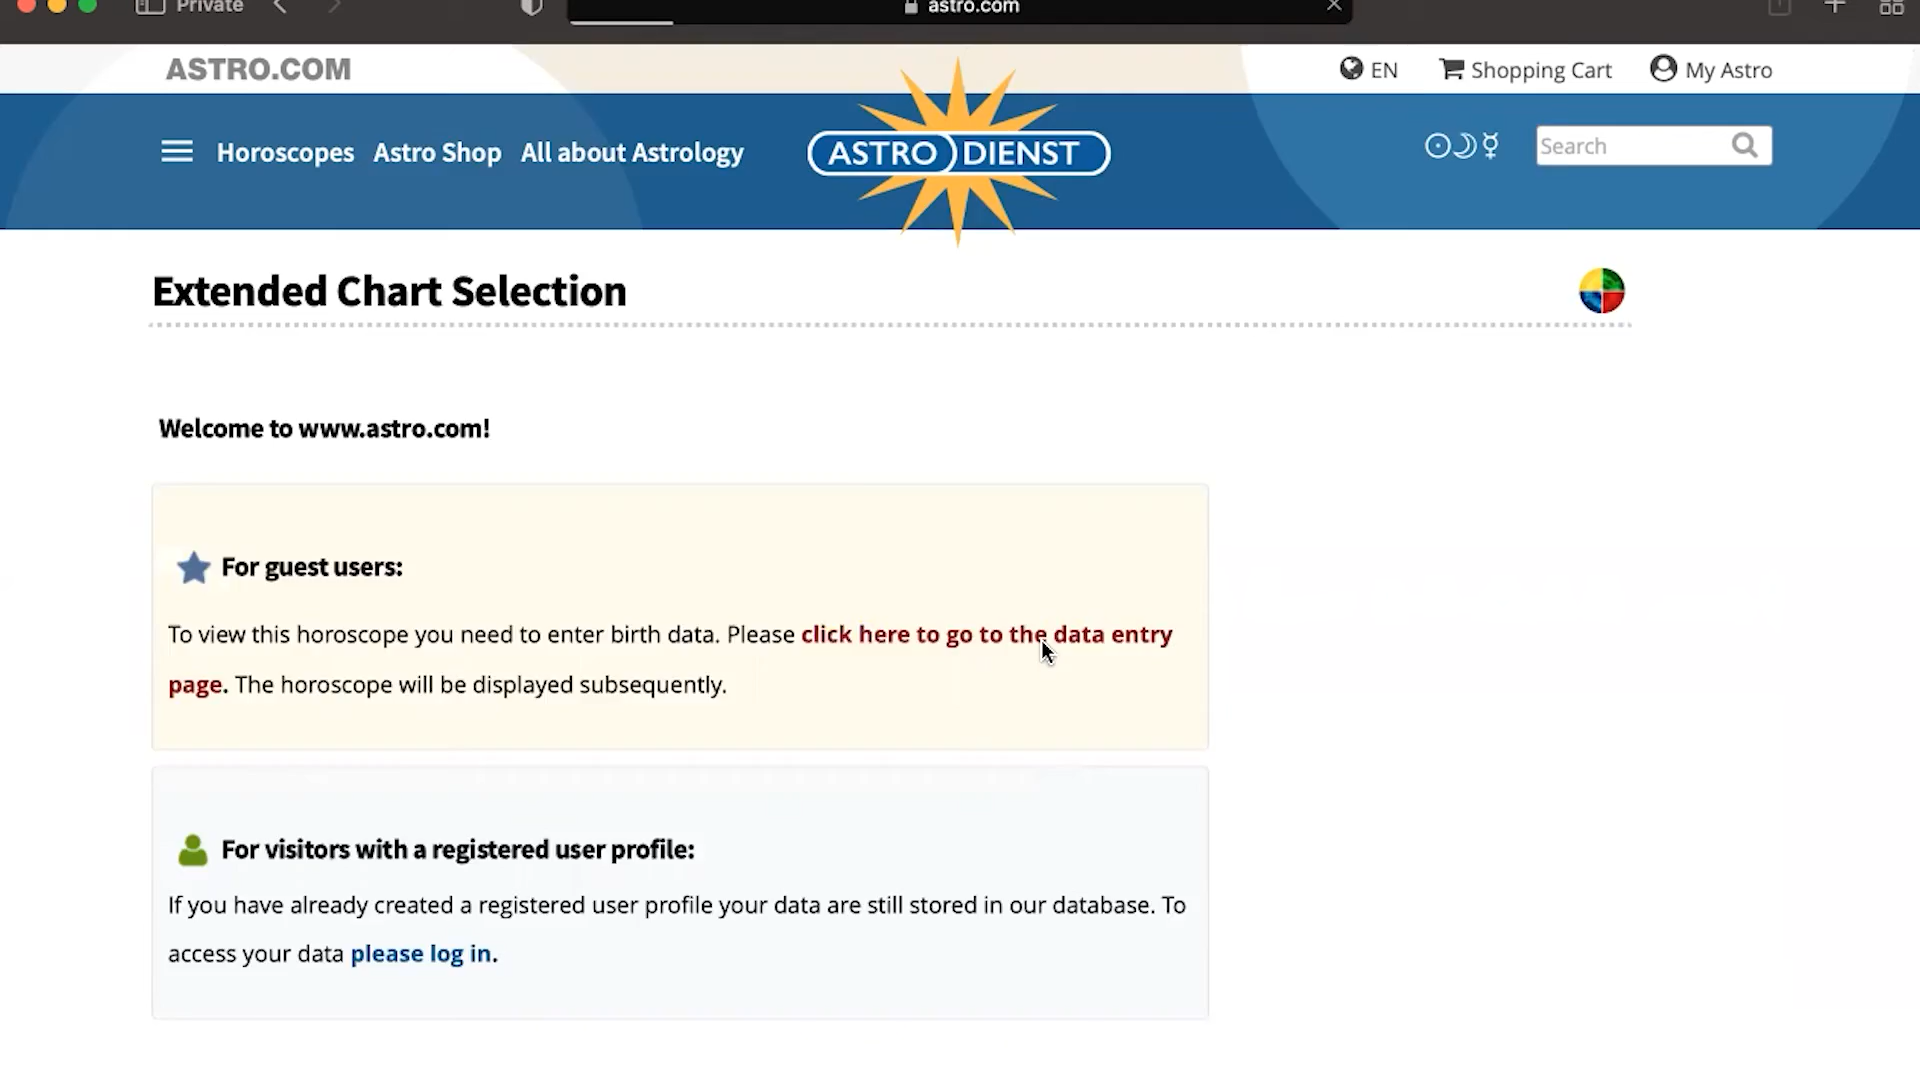 Private
astro.com
ASTRO.COM
EN
Shopping Cart
My Astro
Horoscopes
Astro Shop
All about Astrology
ASTRO DIENST
Search
Extended Chart Selection
Welcome to www.astro.com!
For guest users:
To view this horoscope you need to enter birth data. Please click here to go to the data entry
page. The horoscope will be displayed subsequently.
For visitors with a registered user profile:
If you have already created a registered user profile your data are still stored in our database. To
access your data please log in.